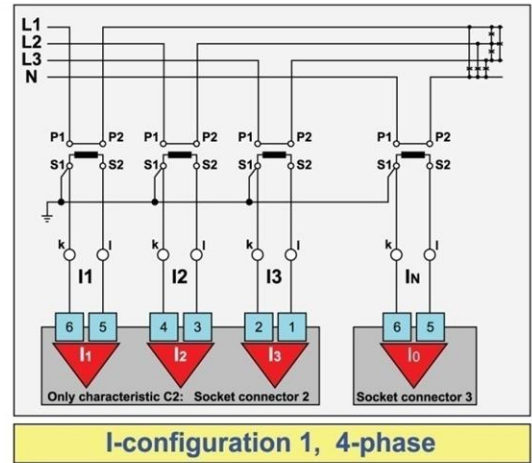 L1
L2
L3
N
P1 P2 P1 P2 P1 P2 P1 P2
S1 S2 S1 S2 S1 S2 S1 S2
k l k l k l k l
I1 I2 I3 IN
6 5 4 3 2 1 6 5
I1 I2 I3 I0
Only characteristic C2: Socket connector 2 Socket connector 3
I-configuration 1, 4-phase